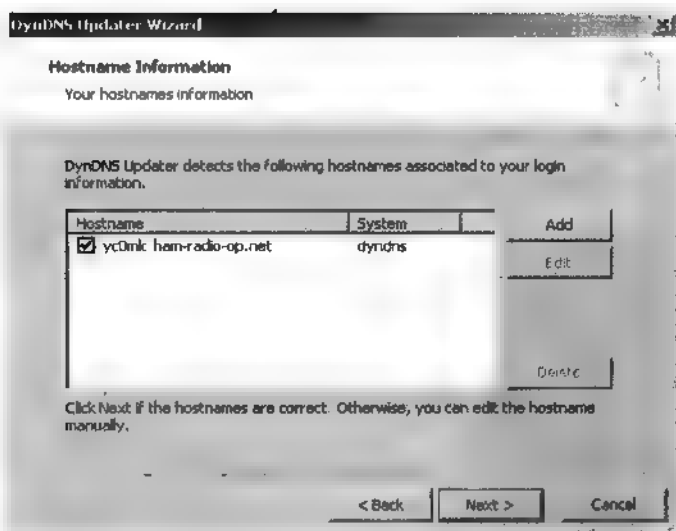 DynDNS Updater Wizard
Hostname Information
Your hostnames information
DynDNS Updater detects the following hostnames associated to your login
information.
Hostname System
ham-radio-op.net dyndns
Add
Edit
Delete
Click Next if the hostnames are correct. Otherwise, you can edit the hostname
manually.
< Back Next > Cancel